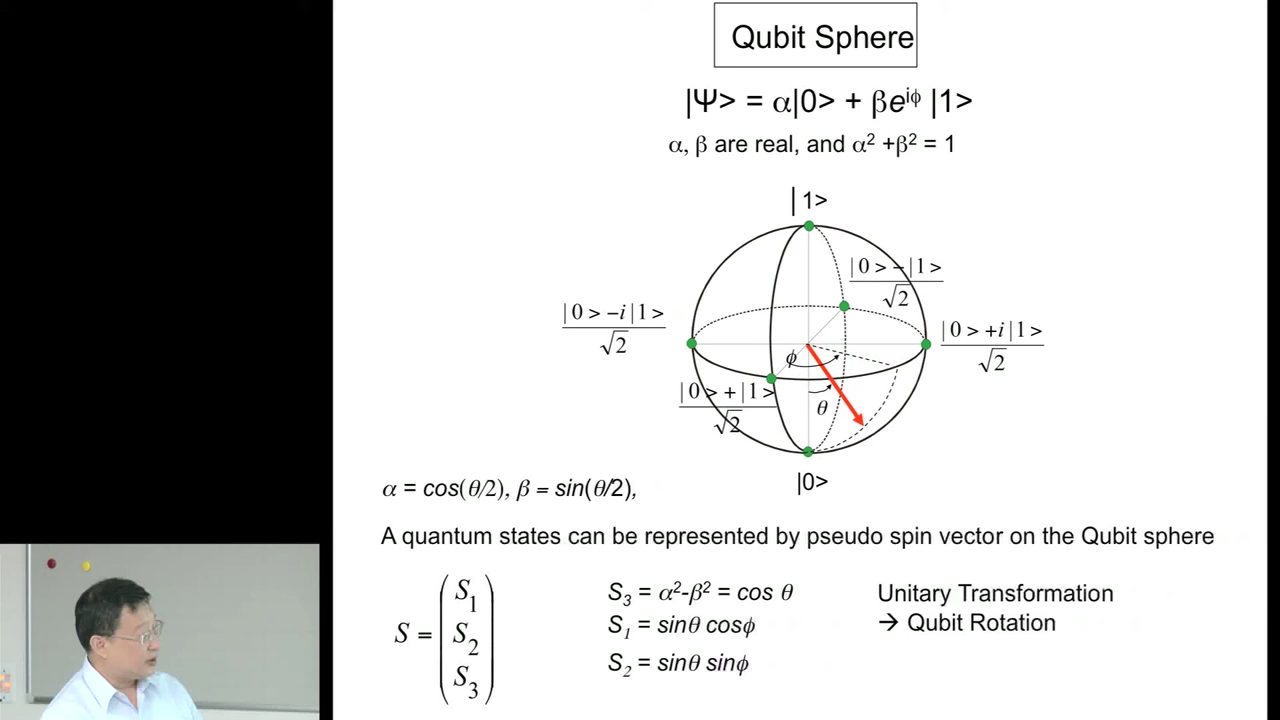 Qubit Sphere
|Ψ> = α|0> + βe^{iϕ} |1>
α, β are real, and α² +β² = 1
|1>
|0> – |1>
√2
|0> –i|1>
√2
|0> +i|1>
√2
ϕ
|0> + |1>
√2
θ
|0>
α = cos(θ/2), β = sin(θ/2),
A quantum states can be represented by pseudo spin vector on the Qubit sphere
S = ( S₁ S₂ S₃ )
S₃ = α²-β² = cos θ
S₁ = sinθ cosϕ
S₂ = sinθ sinϕ
Unitary Transformation
→ Qubit Rotation